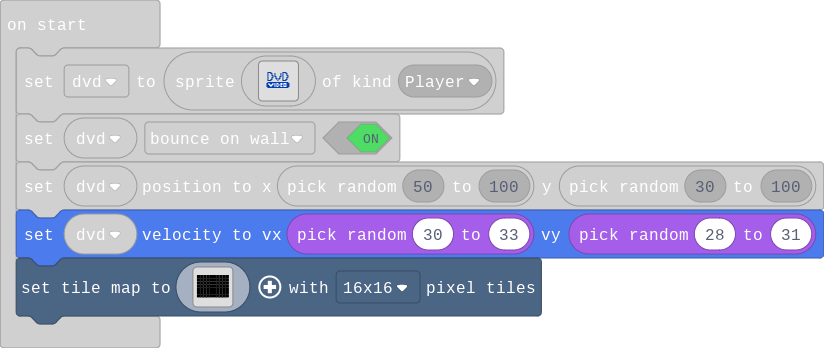 on start
set dvd to sprite DVD VIDEO of kind Player
set dvd bounce on wall ON
set dvd position to x pick random 50 to 100 y pick random 30 to 100
set dvd velocity to vx pick random 30 to 33 vy pick random 28 to 31
set tile map to with 16x16 pixel tiles